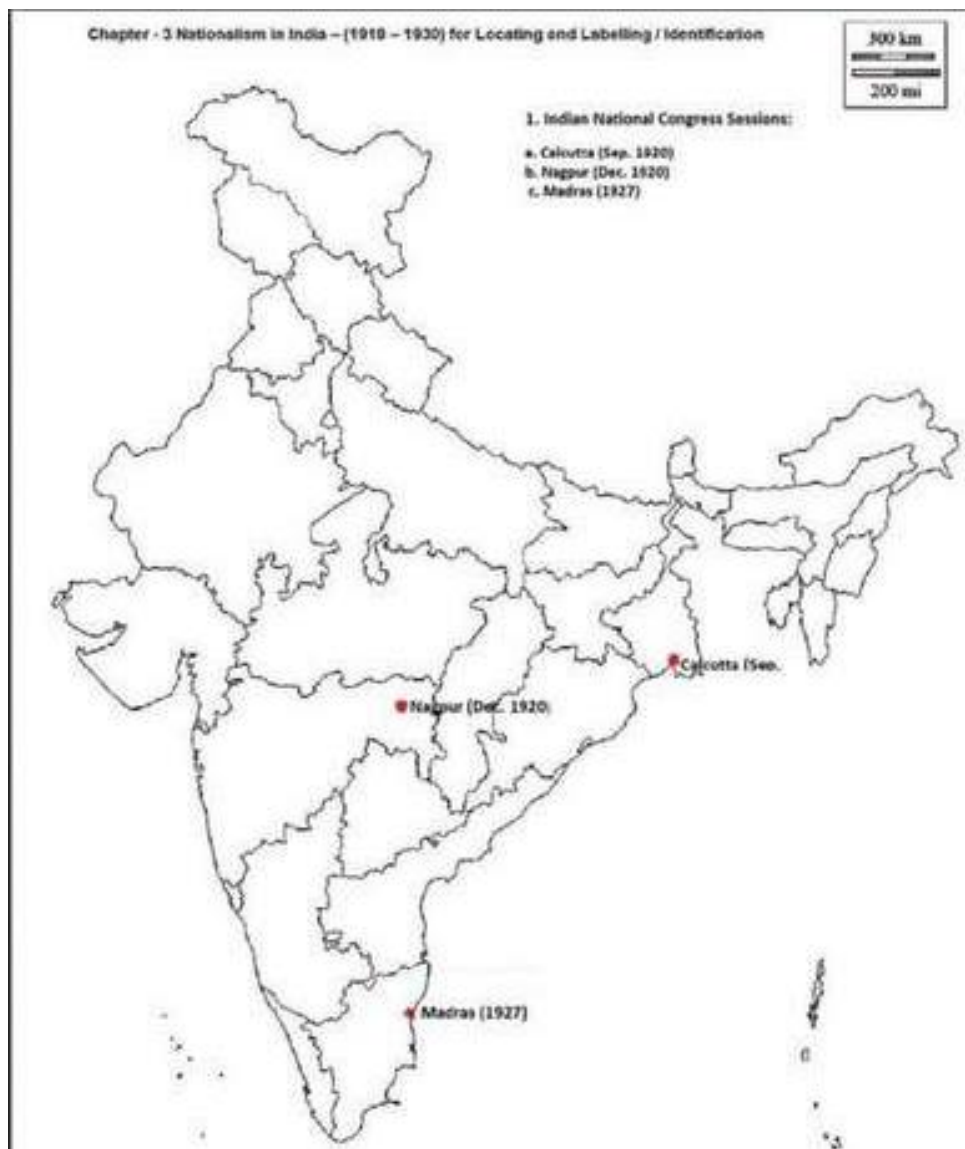 Chapter - 3 Nationalism in India – (1918 – 1930) for Locating and Labelling / Identification
300 km
200 mi
1. Indian National Congress Sessions:
a. Calcutta (Sep. 1920)
b. Nagpur (Dec. 1920)
c. Madras (1927)
Calcutta (Sep.
Nagpur (Dec. 1920)
Madras (1927)